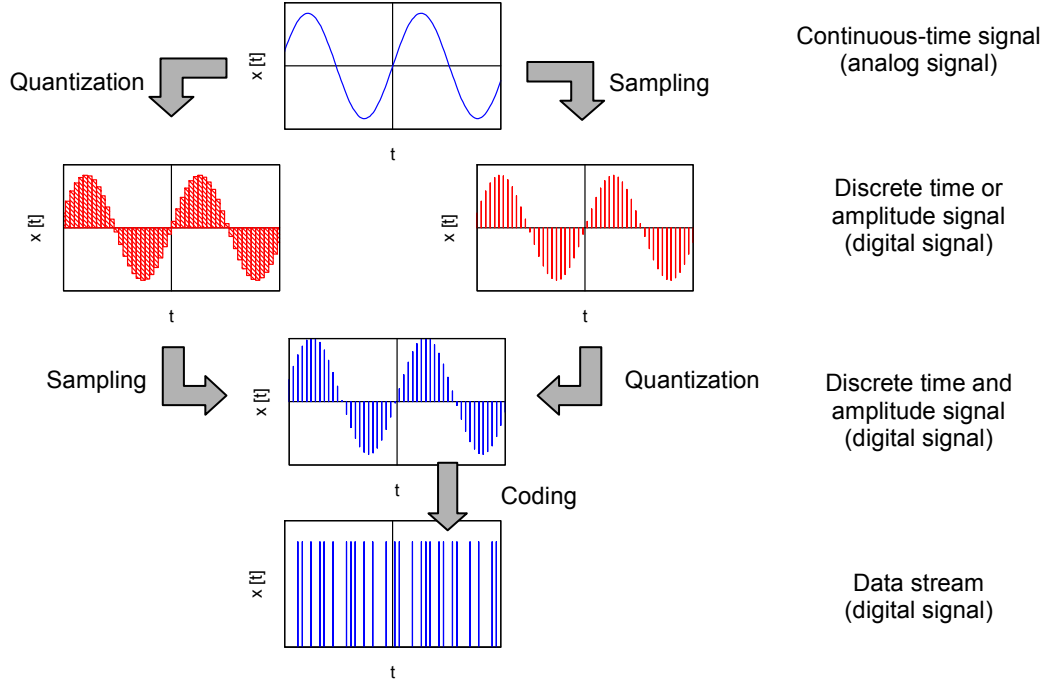 Continuous-time signal
(analog signal)
Quantization
x [t]
Sampling
t
Discrete time or
amplitude signal
(digital signal)
x [t]
x [t]
t
t
Sampling
x [t]
Quantization
Discrete time and
amplitude signal
(digital signal)
t
Coding
x [t]
Data stream
(digital signal)
t